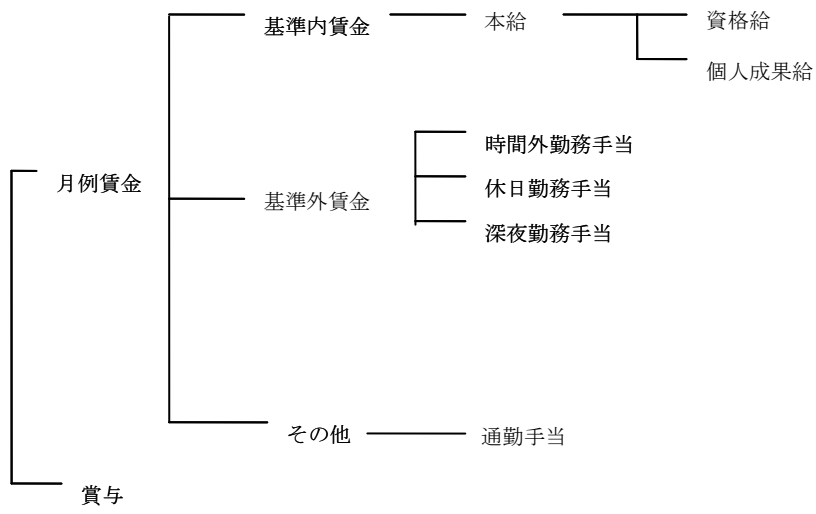 基準内賃金 本給 資格給
個人成果給
時間外勤務手当
月例賃金 基準外賃金 休日勤務手当
深夜勤務手当
その他 通勤手当
賞与